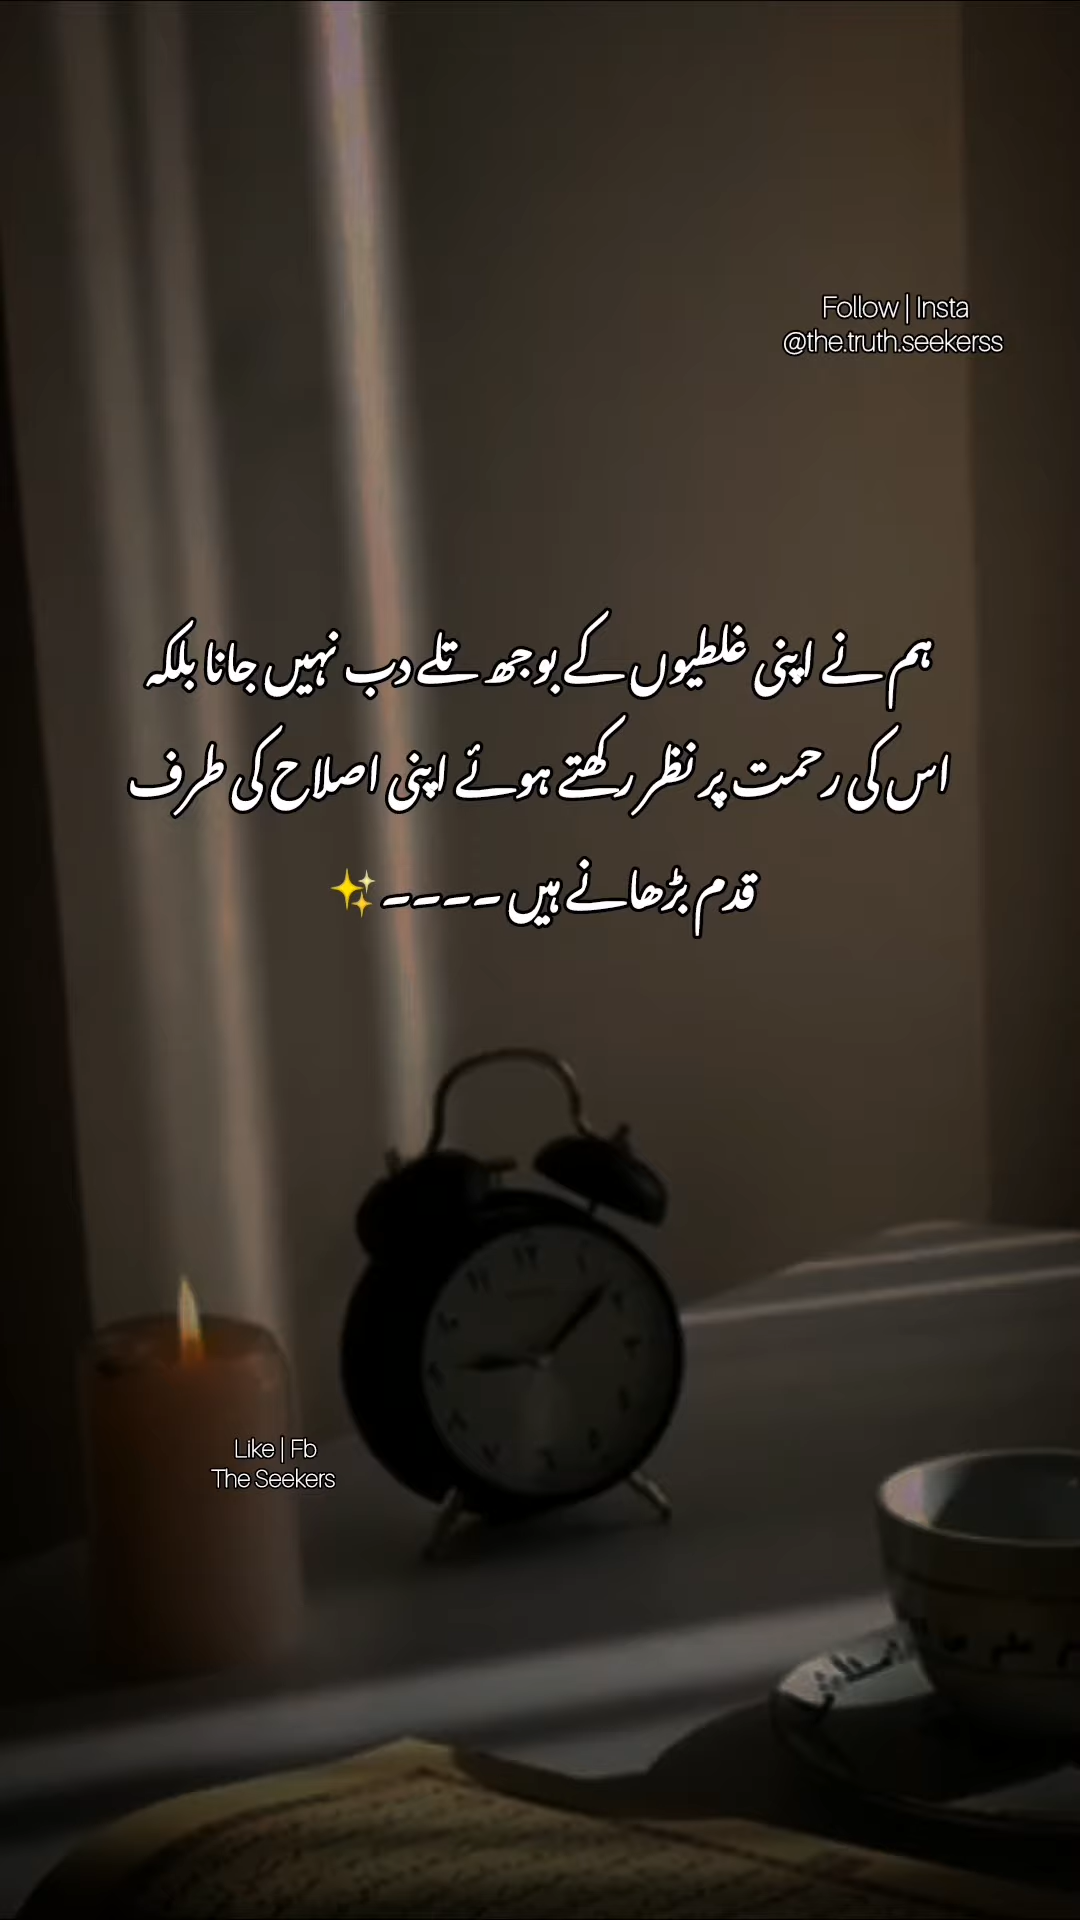 Follow | Insta
@the.truth.seekerss
ہم نے اپنی غلطیوں کے بوجھ تلے دب نہیں جانا بلکہ
اس کی رحمت پر نظر رکھتے ہوئے اپنی اصلاح کی طرف
قدم بڑھانے ہیں ----✨
Like | Fb
The Seekers